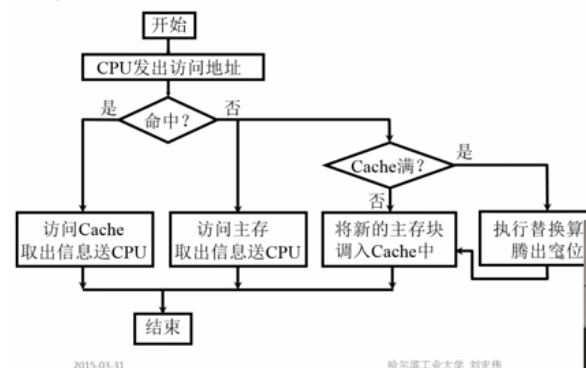 开始
CPU发出访问地址
是
否
命中？
Cache满？
是
否
访问Cache
取出信息送CPU
访问主存
取出信息送CPU
将新的主存块
调入Cache中
执行替换算
腾出空位
结束
2015-03-31
哈尔滨工业大学 刘宏伟